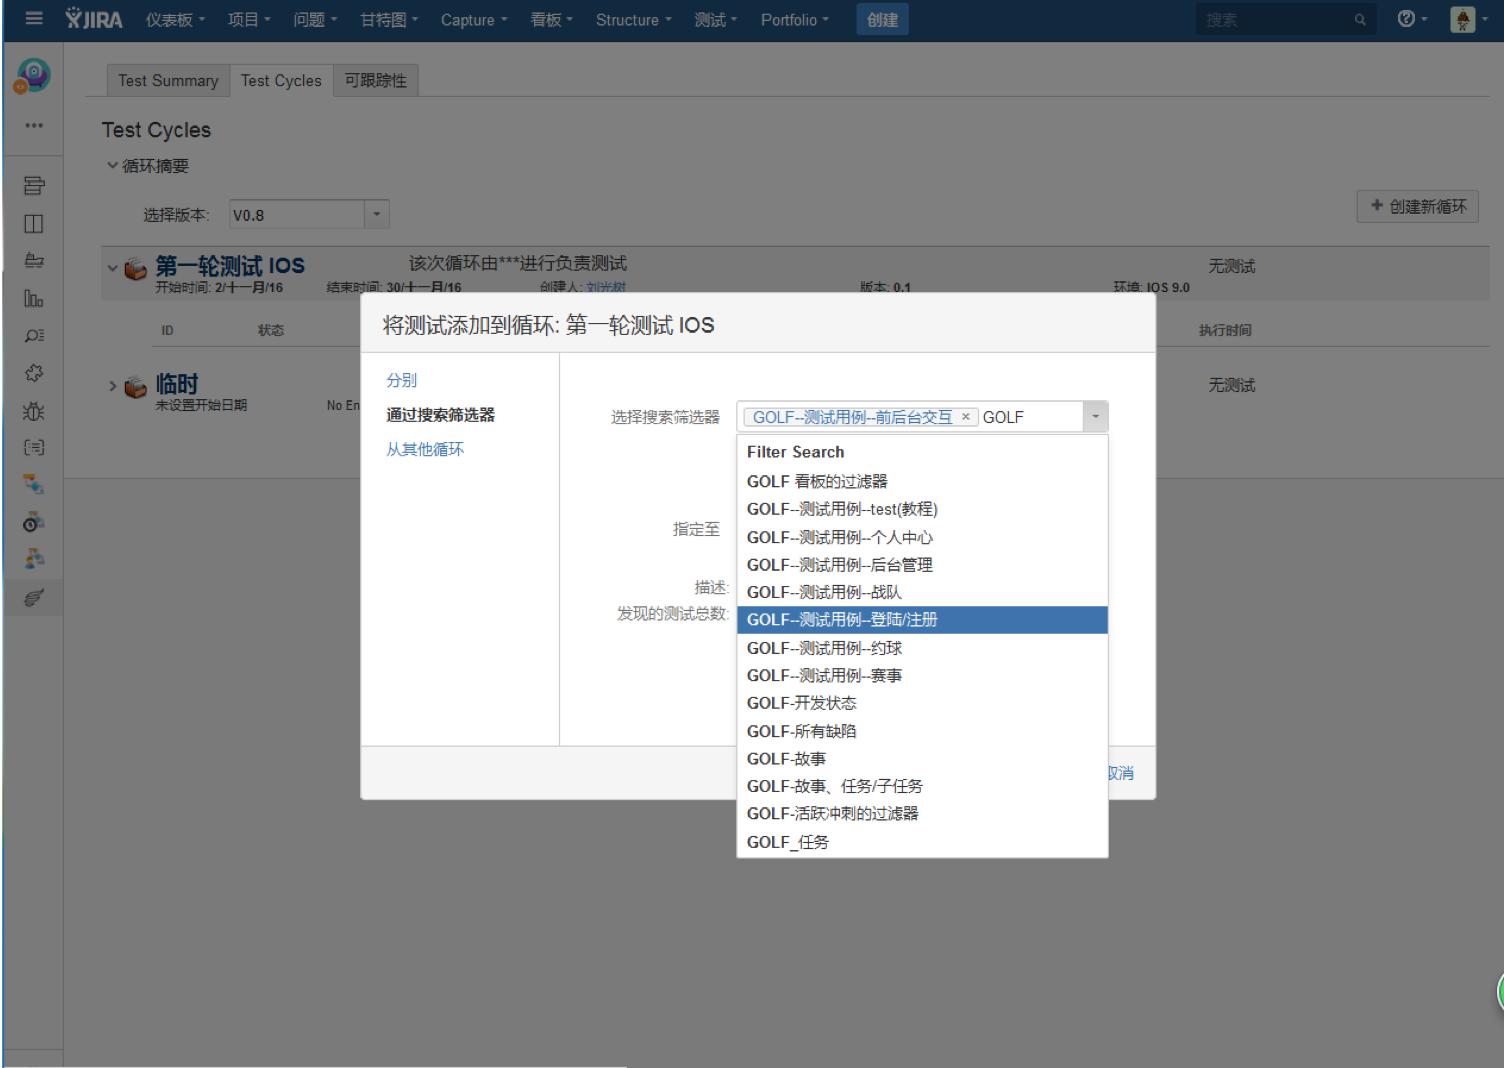 JIRA 仪表板 项目 问题 甘特图 Capture 看板 Structure 测试 Portfolio 创建 搜索
Test Summary Test Cycles 可跟踪性
Test Cycles
循环摘要
选择版本: V0.8
+ 创建新循环
第一轮测试 IOS 该次循环由***进行负责测试 无测试
开始时间: 2/十一月/16 结束时间: 30/十一月/16 创建人: 刘光树 版本: 0.1 环境: IOS 9.0
ID 状态 执行时间
临时 无测试
未设置开始日期 No En
将测试添加到循环: 第一轮测试 IOS
分别
通过搜索筛选器
从其他循环
选择搜索筛选器 GOLF--测试用例--前后台交互 × GOLF
指定至
描述:
发现的测试总数:
Filter Search
GOLF 看板的过滤器
GOLF--测试用例--test(教程)
GOLF--测试用例--个人中心
GOLF--测试用例--后台管理
GOLF--测试用例--战队
GOLF--测试用例--登陆/注册
GOLF--测试用例--约球
GOLF--测试用例--赛事
GOLF-开发状态
GOLF-所有缺陷
GOLF-故事
GOLF-故事、任务/子任务
GOLF-活跃冲刺的过滤器
GOLF_任务
取消